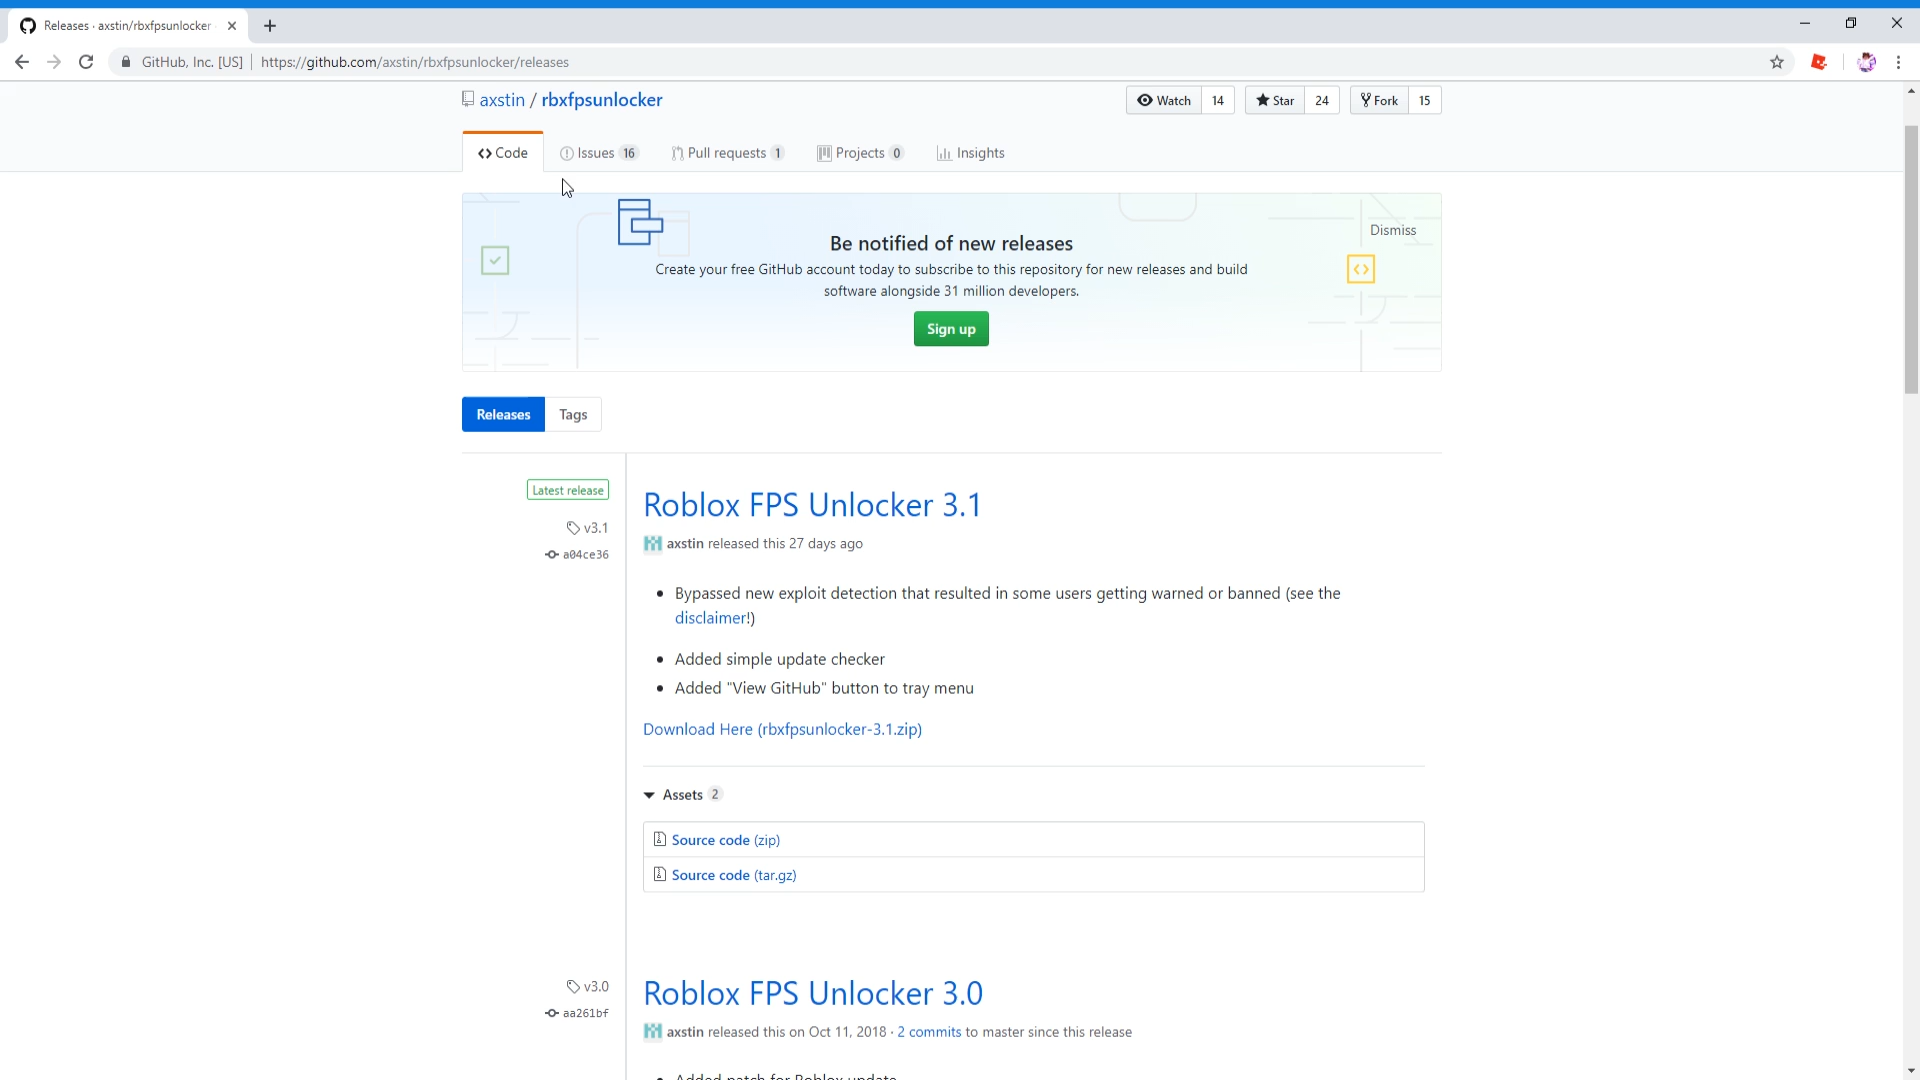 Releases · axstin/rbxfpsunlocker
GitHub, Inc. [US] https://github.com/axstin/rbxfpsunlocker/releases
axstin / rbxfpsunlocker
Watch 14 Star 24 Fork 15
Code Issues 16 Pull requests 1 Projects 0 Insights
Be notified of new releases
Dismiss
Create your free GitHub account today to subscribe to this repository for new releases and build
software alongside 31 million developers.
Sign up
Releases Tags
Latest release
v3.1
a04ce36
Roblox FPS Unlocker 3.1
axstin released this 27 days ago
• Bypassed new exploit detection that resulted in some users getting warned or banned (see the
disclaimer!)
• Added simple update checker
• Added "View GitHub" button to tray menu
Download Here (rbxfpsunlocker-3.1.zip)
Assets 2
Source code (zip)
Source code (tar.gz)
v3.0
aa261bf
Roblox FPS Unlocker 3.0
axstin released this on Oct 11, 2018 · 2 commits to master since this release
• Added patch for Roblox update